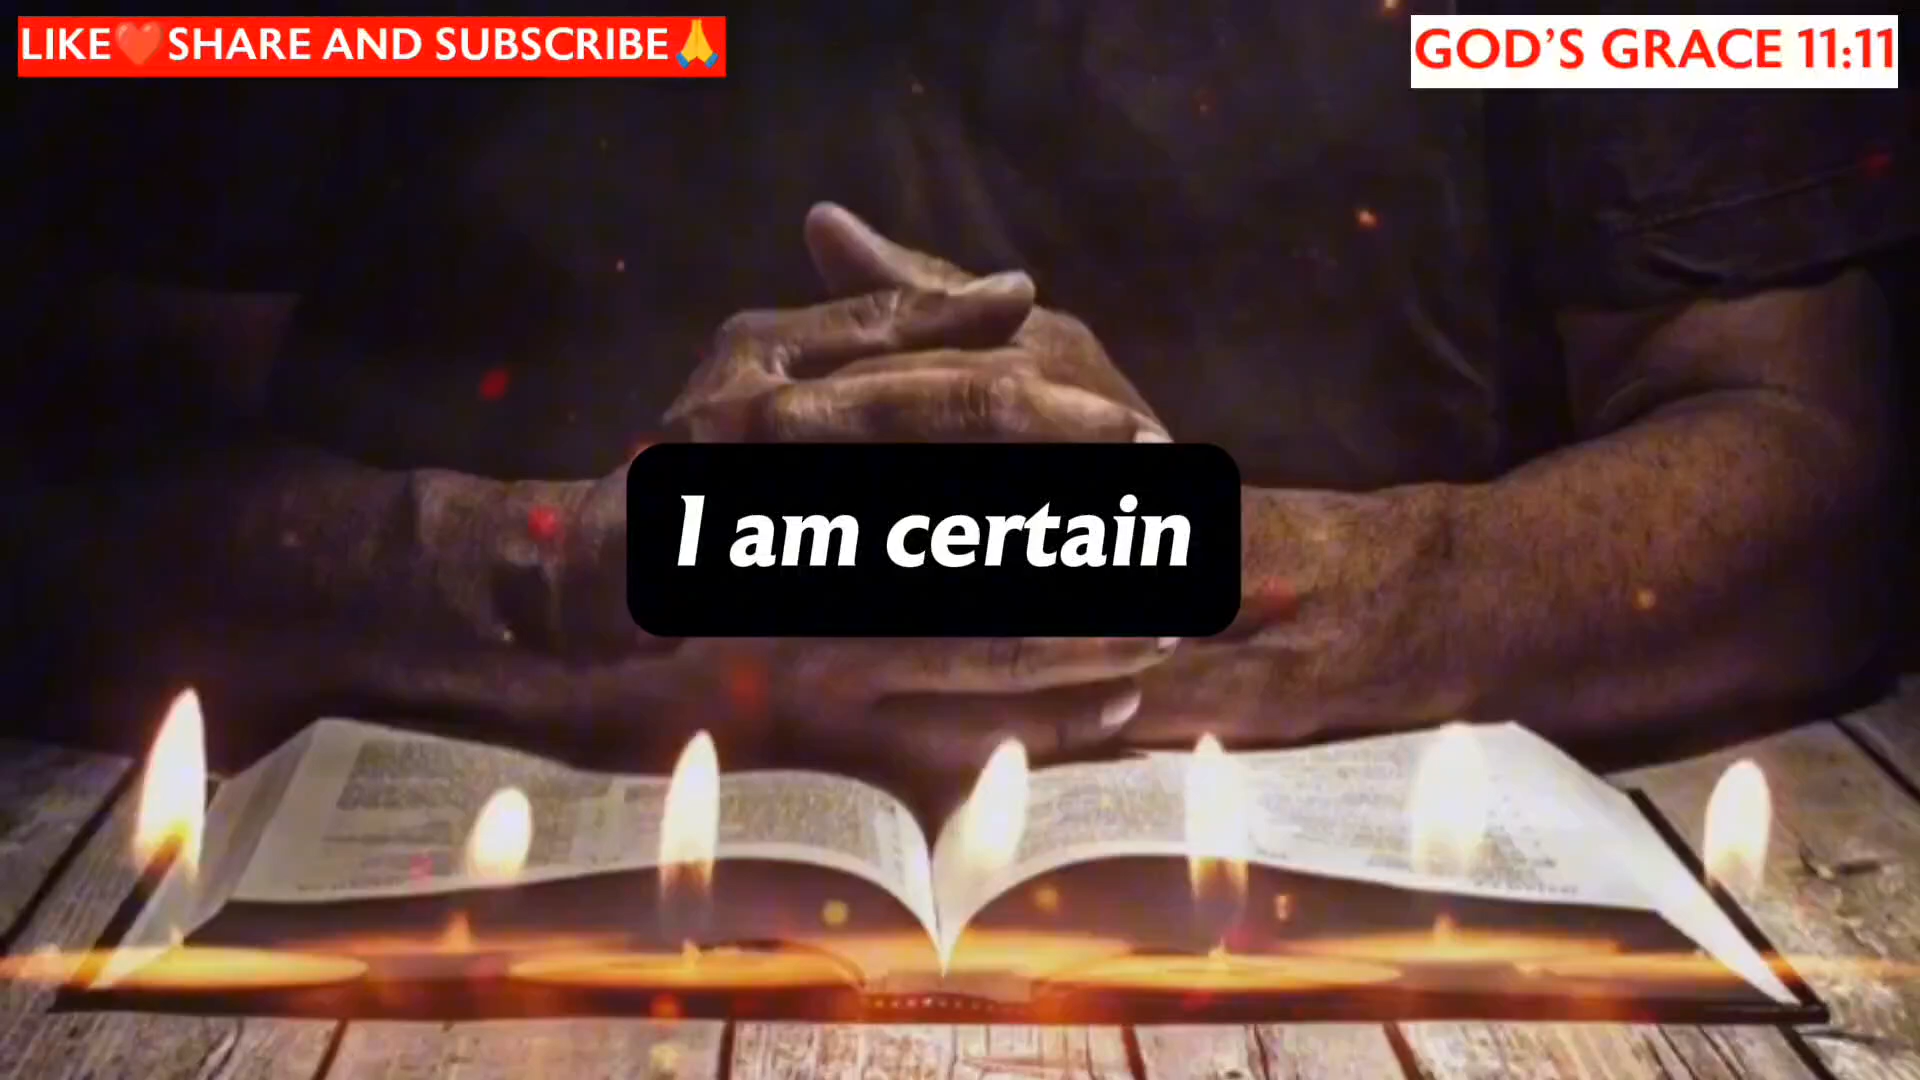 LIKE❤️SHARE AND SUBSCRIBE🙏
GOD’S GRACE 11:11
I am certain